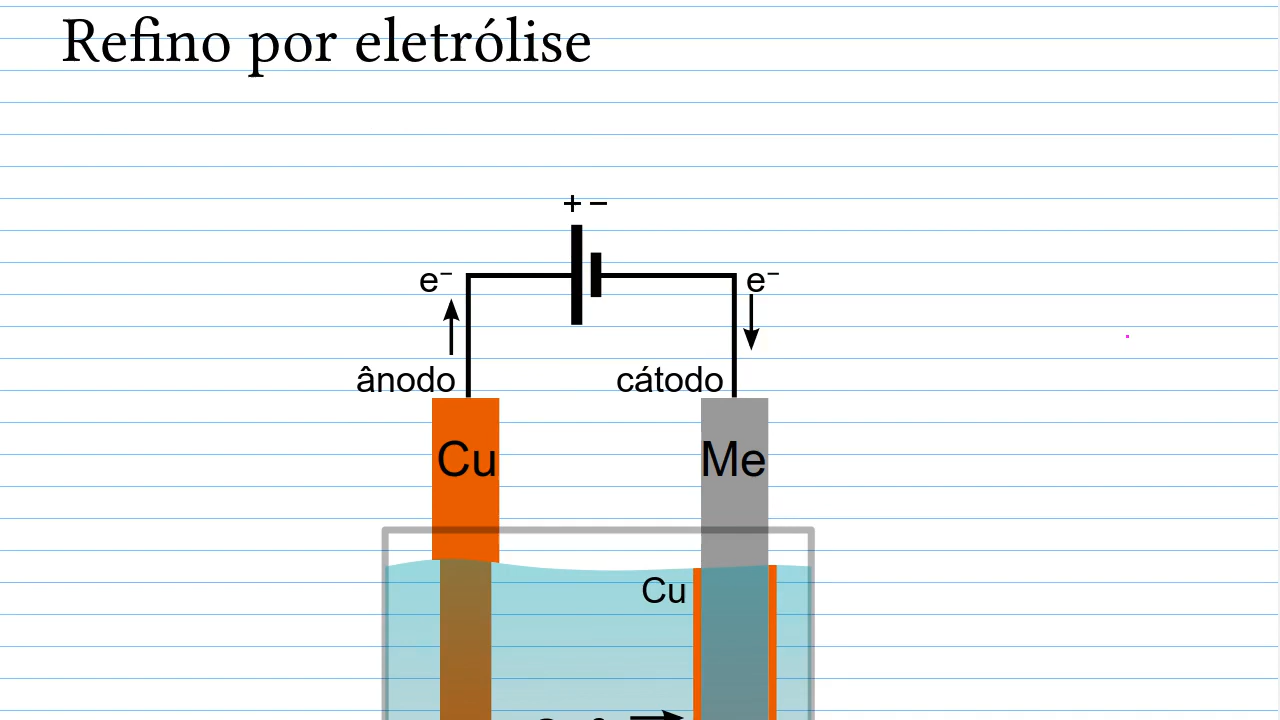 Refino por eletrólise
+ −
e⁻ e⁻
ânodo cátodo
Cu Me
Cu